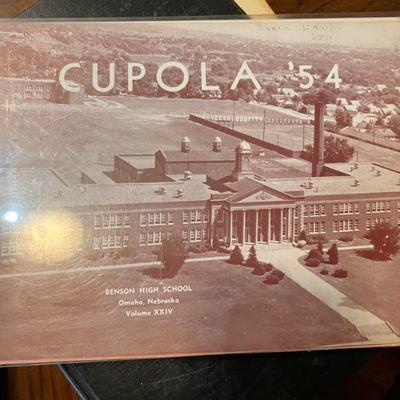 CUPOLA '54
BENSON HIGH SCHOOL
Omaha, Nebraska
Volume XXIV